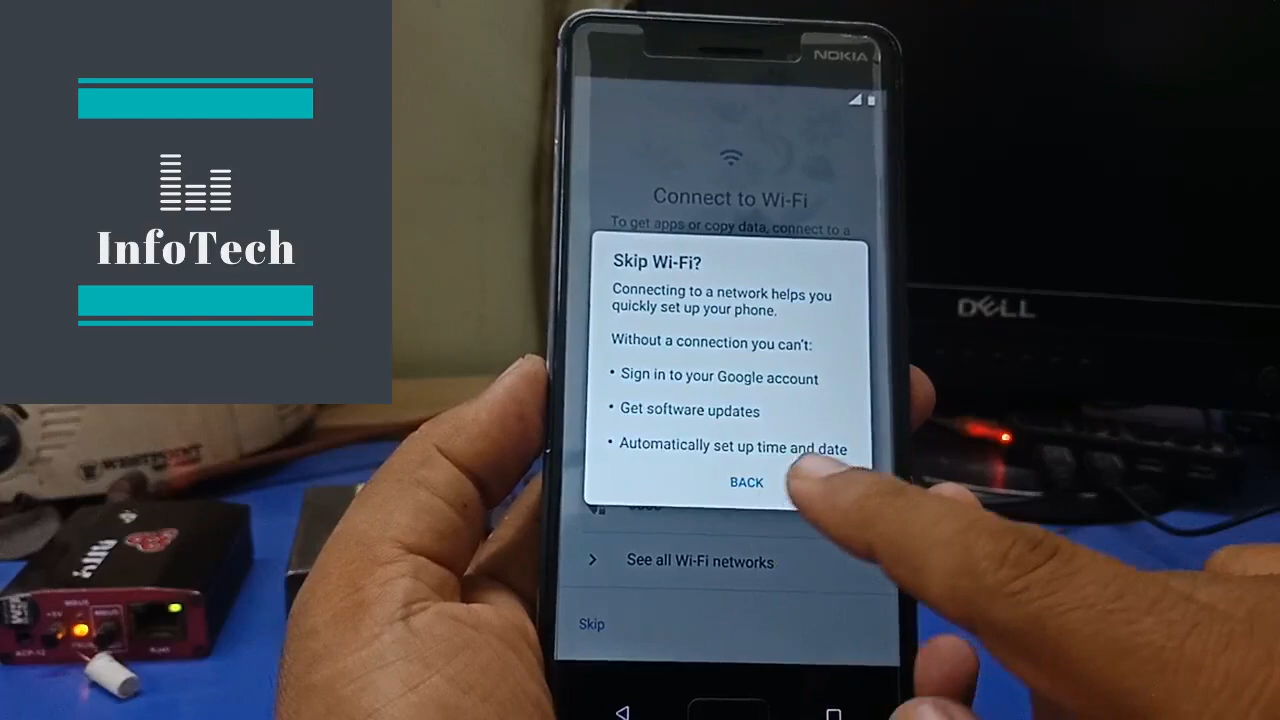 InfoTech
NOKIA
Connect to Wi-Fi
To get apps or copy data, connect to a
Skip Wi-Fi?
Connecting to a network helps you
quickly set up your phone.
Without a connection you can't:
• Sign in to your Google account
• Get software updates
• Automatically set up time and date
BACK
See all Wi-Fi networks
Skip
DELL